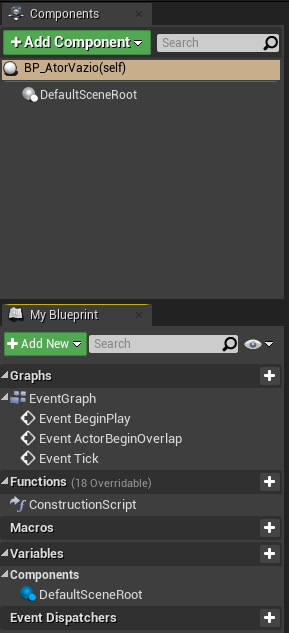 Components
+ Add Component
Search
BP_AtorVazio(self)
DefaultSceneRoot
My Blueprint
+ Add New
Search
Graphs
EventGraph
Event BeginPlay
Event ActorBeginOverlap
Event Tick
Functions (18 Overridable)
ConstructionScript
Macros
Variables
Components
DefaultSceneRoot
Event Dispatchers